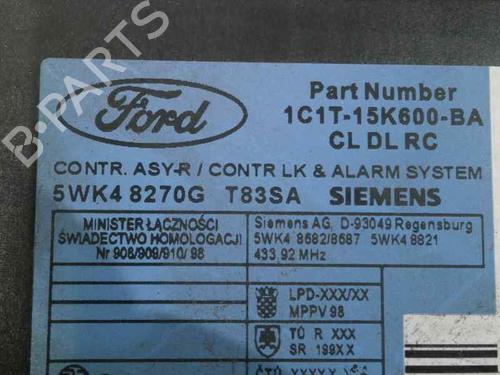 B-PARTS
Ford
Part Number
1C1T-15K600-BA
CL DL RC
CONTR. ASY-R / CONTR LK & ALARM SYSTEM
5WK4 8270G T83SA SIEMENS
MINISTER ŁĄCZNOŚCI
ŚWIADECTWO HOMOLOGACJI
Nr 908/909/910/98
Siemens AG, D-93049 Regensburg
5WK4 8682/8687 5WK4 8821
433,92 MHz
LPD-XXX/XX
MPPV 98
TÜ R XXX
SR 199XX